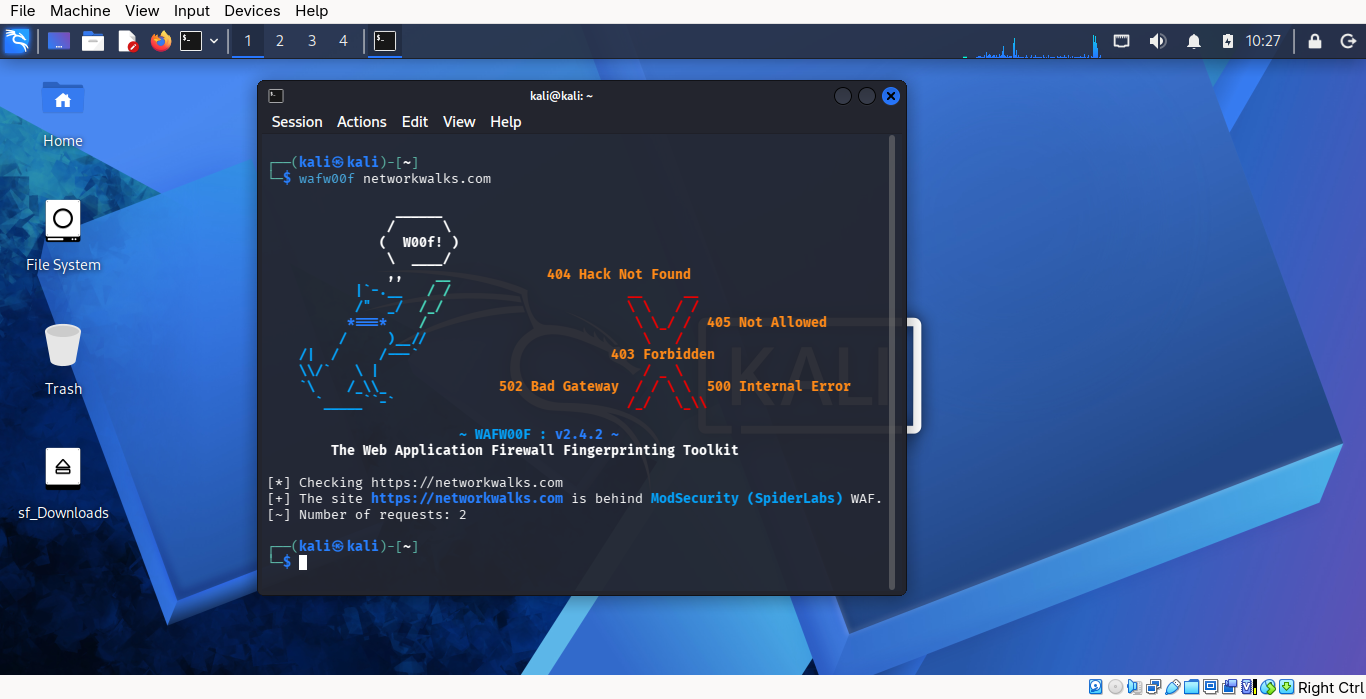 File Machine View Input Devices Help
1 2 3 4 10:27
Home
File System
Trash
sf_Downloads
kali@kali: ~
Session Actions Edit View Help
┌──(kali㉿kali)-[~]
└─$ wafw00f networkwalks.com
( W00f! )
404 Hack Not Found
405 Not Allowed
403 Forbidden
502 Bad Gateway 500 Internal Error
~ WAFW00F : v2.4.2 ~
The Web Application Firewall Fingerprinting Toolkit
[*] Checking https://networkwalks.com
[+] The site https://networkwalks.com is behind ModSecurity (SpiderLabs) WAF.
[~] Number of requests: 2
┌──(kali㉿kali)-[~]
└─$
KALI
Right Ctrl